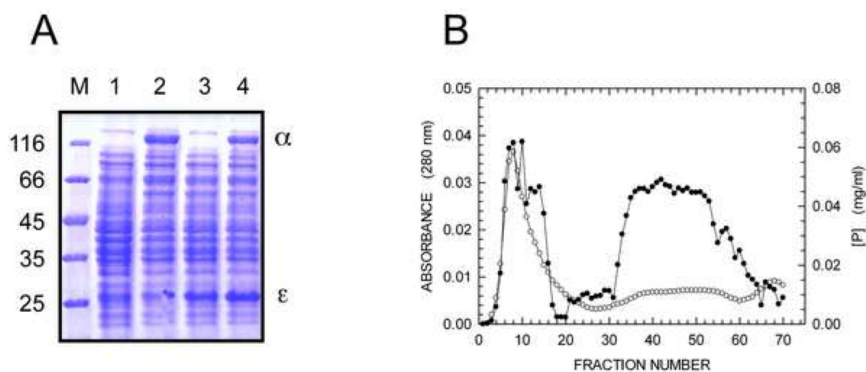 A
B
M 1 2 3 4
116
66
45
35
25
α
ε
0.05
0.04
0.03
0.02
0.01
0.00
ABSORBANCE (280 nm)
0.08
0.06
0.04
0.02
0.00
[P] (mg/ml)
0 10 20 30 40 50 60 70
FRACTION NUMBER